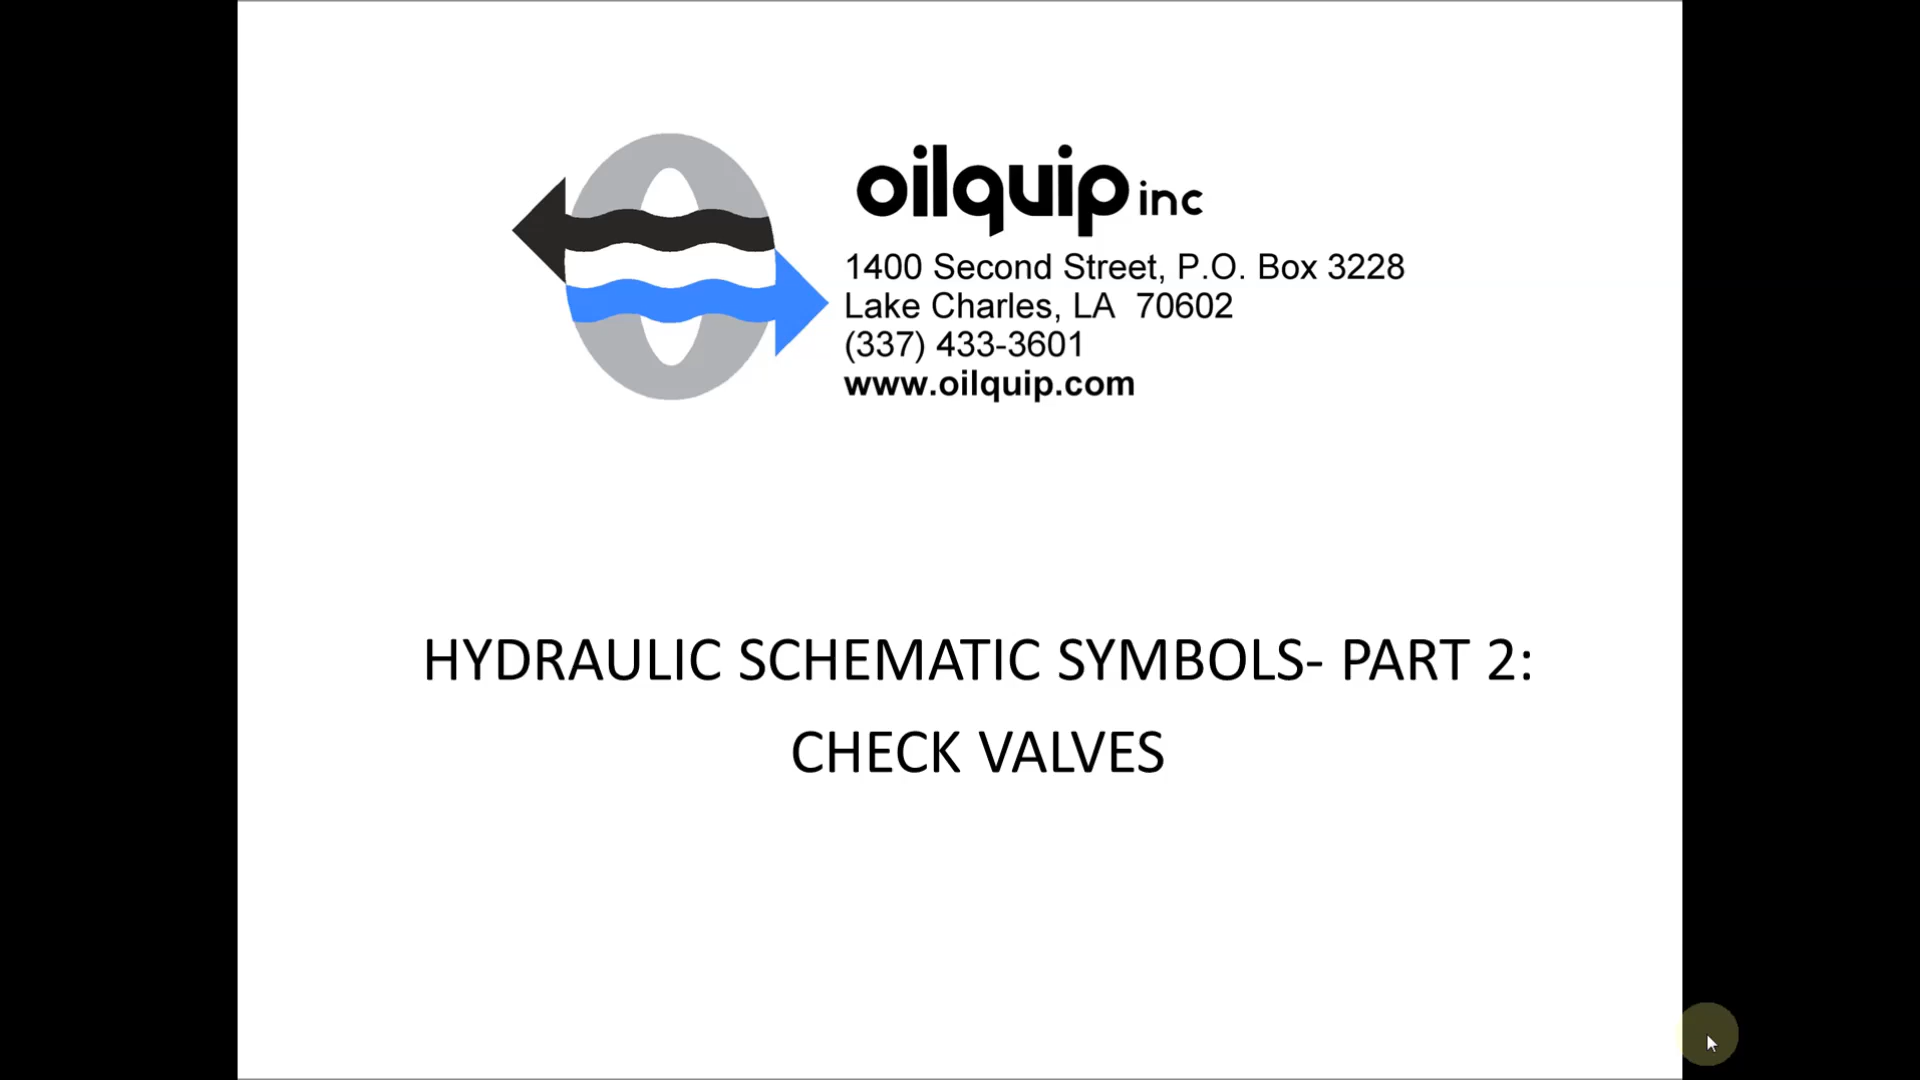 oilquip inc
1400 Second Street, P.O. Box 3228
Lake Charles, LA  70602
(337) 433-3601
www.oilquip.com
HYDRAULIC SCHEMATIC SYMBOLS- PART 2:
CHECK VALVES